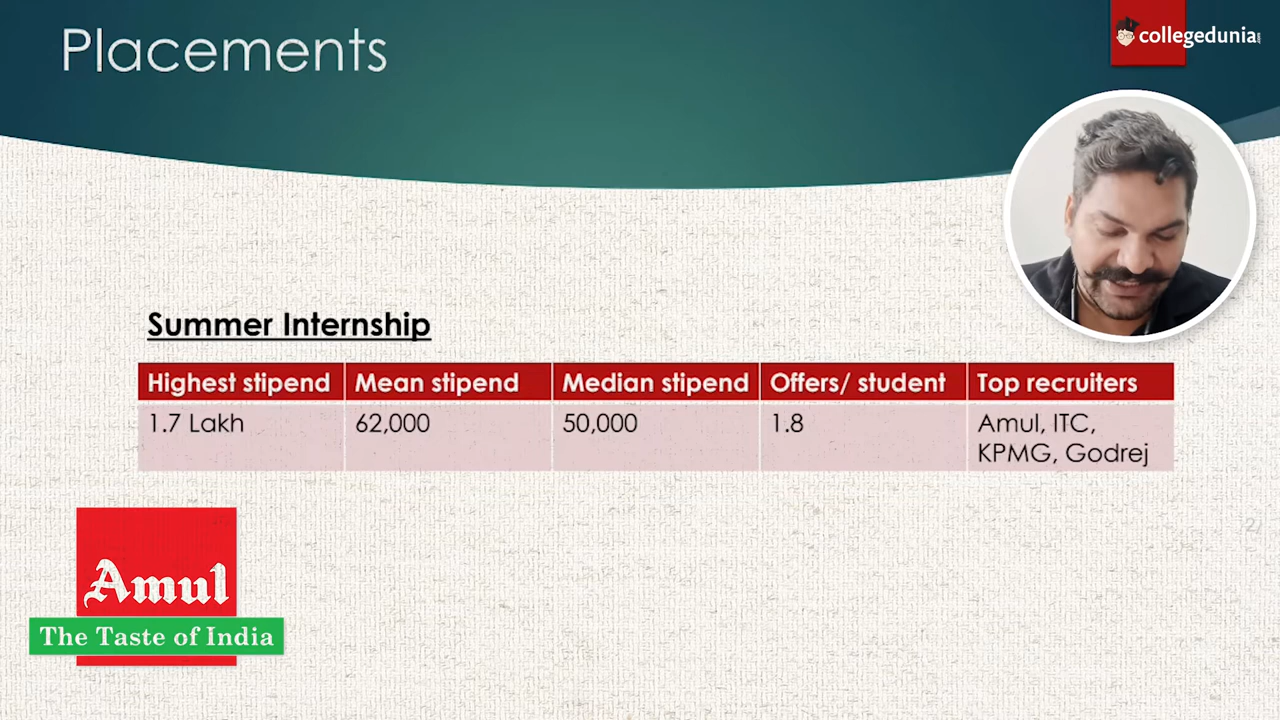 Placements
collegedunia
Summer Internship
Highest stipend Mean stipend Median stipend Offers/ student Top recruiters
1.7 Lakh 62,000 50,000 1.8 Amul, ITC,
KPMG, Godrej
Amul
The Taste of India